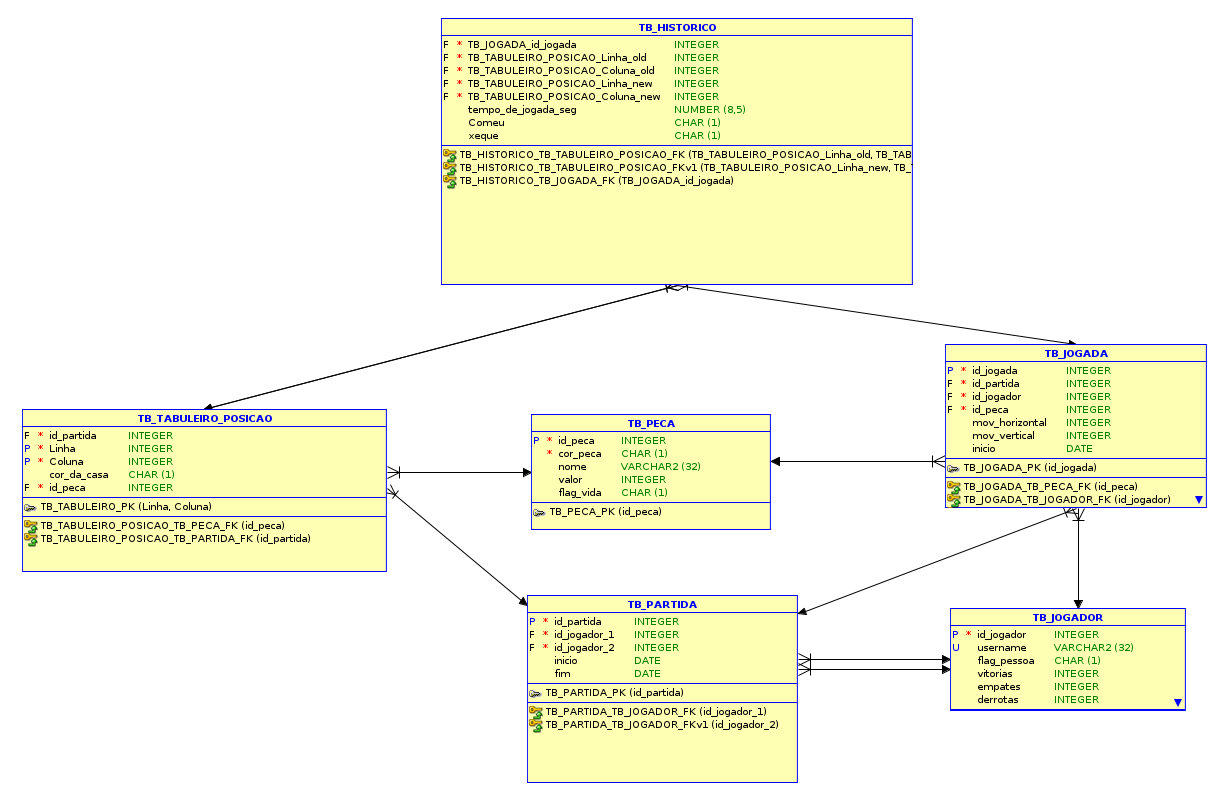 TB_HISTORICO
F * TB_JOGADA_id_jogada INTEGER
F * TB_TABULEIRO_POSICAO_Linha_old INTEGER
F * TB_TABULEIRO_POSICAO_Coluna_old INTEGER
F * TB_TABULEIRO_POSICAO_Linha_new INTEGER
F * TB_TABULEIRO_POSICAO_Coluna_new INTEGER
tempo_de_jogada_seg NUMBER (8,5)
Comeu CHAR (1)
xeque CHAR (1)
TB_HISTORICO_TB_TABULEIRO_POSICAO_FK (TB_TABULEIRO_POSICAO_Linha_old, TB_TAB
TB_HISTORICO_TB_TABULEIRO_POSICAO_FKv1 (TB_TABULEIRO_POSICAO_Linha_new, TB_
TB_HISTORICO_TB_JOGADA_FK (TB_JOGADA_id_jogada)
TB_JOGADA
P * id_jogada INTEGER
F * id_partida INTEGER
F * id_jogador INTEGER
F * id_peca INTEGER
mov_horizontal INTEGER
mov_vertical INTEGER
inicio DATE
TB_JOGADA_PK (id_jogada)
TB_JOGADA_TB_PECA_FK (id_peca)
TB_JOGADA_TB_JOGADOR_FK (id_jogador)
TB_TABULEIRO_POSICAO
F * id_partida INTEGER
P * Linha INTEGER
P * Coluna INTEGER
cor_da_casa CHAR (1)
F * id_peca INTEGER
TB_TABULEIRO_PK (Linha, Coluna)
TB_TABULEIRO_POSICAO_TB_PECA_FK (id_peca)
TB_TABULEIRO_POSICAO_TB_PARTIDA_FK (id_partida)
TB_PECA
P * id_peca INTEGER
* cor_peca CHAR (1)
nome VARCHAR2 (32)
valor INTEGER
flag_vida CHAR (1)
TB_PECA_PK (id_peca)
TB_PARTIDA
P * id_partida INTEGER
F * id_jogador_1 INTEGER
F * id_jogador_2 INTEGER
inicio DATE
fim DATE
TB_PARTIDA_PK (id_partida)
TB_PARTIDA_TB_JOGADOR_FK (id_jogador_1)
TB_PARTIDA_TB_JOGADOR_FKv1 (id_jogador_2)
TB_JOGADOR
P * id_jogador INTEGER
U username VARCHAR2 (32)
flag_pessoa CHAR (1)
vitorias INTEGER
empates INTEGER
derrotas INTEGER